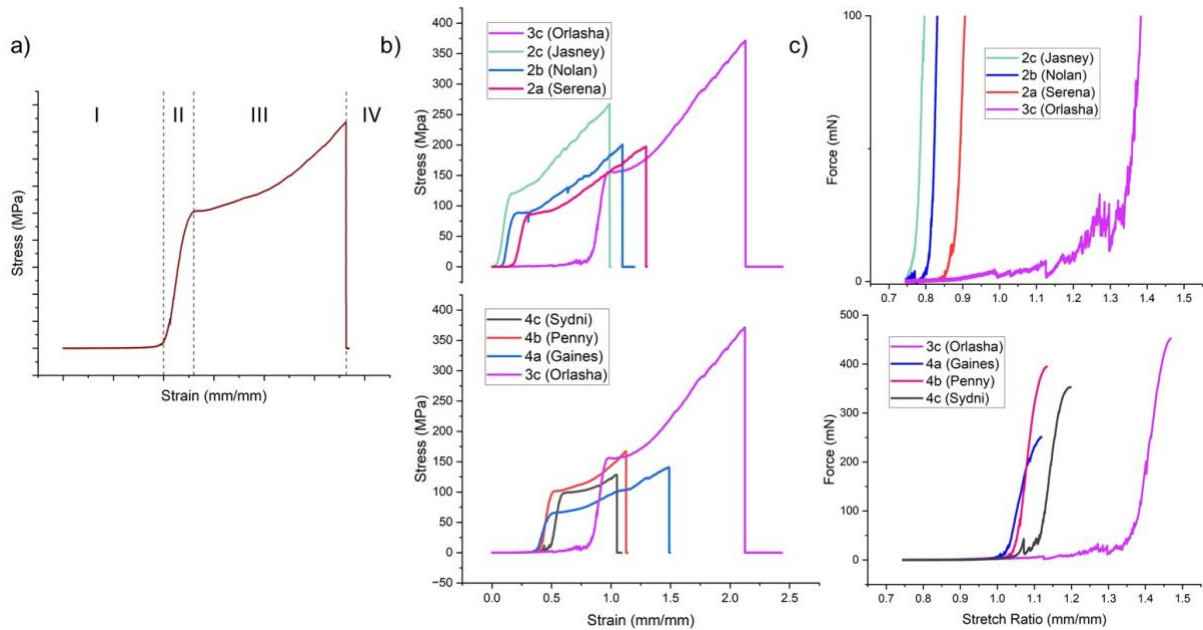 a)
I
II
III
IV
Stress (MPa)
Strain (mm/mm)
b)
400
350
300
250
200
150
100
50
0
Stress (Mpa)
3c (Orlasha)
2c (Jasney)
2b (Nolan)
2a (Serena)
400
350
300
250
200
150
100
50
0
−50
Stress (MPa)
4c (Sydni)
4b (Penny)
4a (Gaines)
3c (Orlasha)
0.0 0.5 1.0 1.5 2.0 2.5
Strain (mm/mm)
c)
100
0
Force (mN)
2c (Jasney)
2b (Nolan)
2a (Serena)
3c (Orlasha)
0.7 0.8 0.9 1.0 1.1 1.2 1.3 1.4 1.5
500
400
300
200
100
0
Force (mN)
3c (Orlasha)
4a (Gaines)
4b (Penny)
4c (Sydni)
0.7 0.8 0.9 1.0 1.1 1.2 1.3 1.4 1.5
Stretch Ratio (mm/mm)